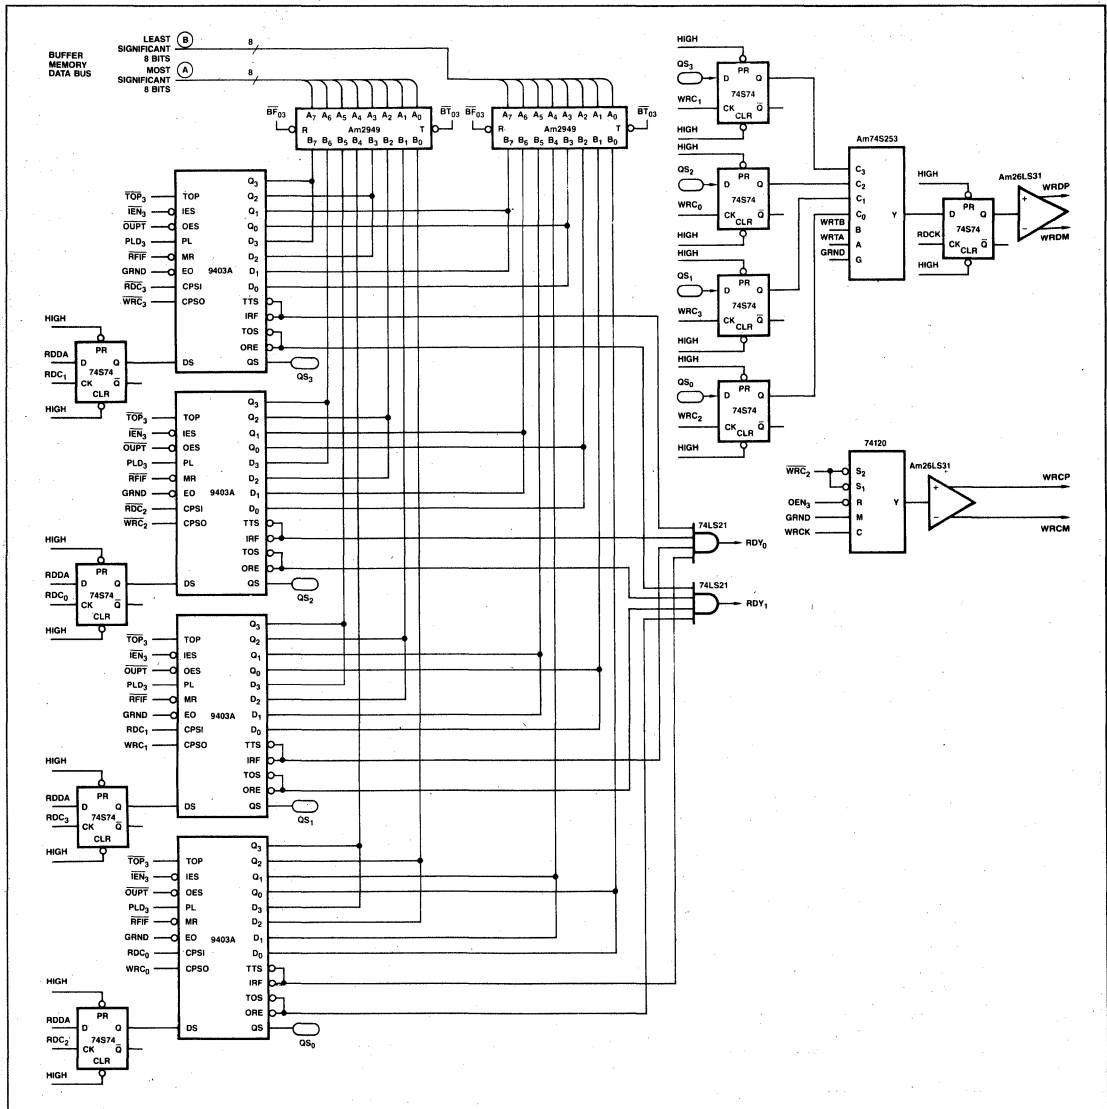 BUFFER
MEMORY
DATA BUS
LEAST
SIGNIFICANT
8 BITS
B
8
MOST
SIGNIFICANT
8 BITS
A
8
A7 A6 A5 A4 A3 A2 A1 A0
BF03 R Am2949 T BT03
B7 B6 B5 B4 B3 B2 B1 B0
A7 A6 A5 A4 A3 A2 A1 A0
BF03 R Am2949 T BT03
B7 B6 B5 B4 B3 B2 B1 B0
TOP3 TOP Q3
IEN3 IES Q2
OUPT OES Q1
PLD3 PL Q0
RFIF MR D3
GRND EO 9403A D2
RDC3 CPSI D1
WRC3 CPSO D0
TTS
IRF
TOS
ORE
DS QS QS3
HIGH
PR
RDDA D Q
74S74
RDC1 CK Q
CLR
HIGH
TOP3 TOP Q3
IEN3 IES Q2
OUPT OES Q1
PLD3 PL Q0
RFIF MR D3
GRND EO 9403A D2
RDC2 CPSI D1
WRC2 CPSO D0
TTS
IRF
TOS
ORE
DS QS QS2
HIGH
PR
RDDA D Q
74S74
RDC0 CK Q
CLR
HIGH
TOP3 TOP Q3
IEN3 IES Q2
OUPT OES Q1
PLD3 PL Q0
RFIF MR D3
GRND EO 9403A D2
RDC1 CPSI D1
WRC1 CPSO D0
TTS
IRF
TOS
ORE
DS QS QS1
HIGH
PR
RDDA D Q
74S74
RDC3 CK Q
CLR
HIGH
TOP3 TOP Q3
IEN3 IES Q2
OUPT OES Q1
PLD3 PL Q0
RFIF MR D3
GRND EO 9403A D2
RDC0 CPSI D1
WRC0 CPSO D0
TTS
IRF
TOS
ORE
DS QS QS0
HIGH
PR
RDDA D Q
74S74
RDC2 CK Q
CLR
HIGH
74LS21
RDY0
74LS21
RDY1
HIGH
PR
QS3 D Q
74S74
WRC1 CK Q
CLR
HIGH
HIGH
PR
QS2 D Q
74S74
WRC0 CK Q
CLR
HIGH
HIGH
PR
QS1 D Q
74S74
WRC3 CK Q
CLR
HIGH
HIGH
PR
QS0 D Q
74S74
WRC2 CK Q
CLR
HIGH
Am74S253
C3
C2
C1
C0 Y
WRTB B
WRTA A
GRND G
HIGH
PR
D Q
74S74
RDCK CK Q
CLR
HIGH
Am26LS31
+ WRDP
− WRDM
74120
WRC2 S2
S1
OEN3 R Y
GRND M
WRCK C
Am26LS31
+ WRCP
− WRCM